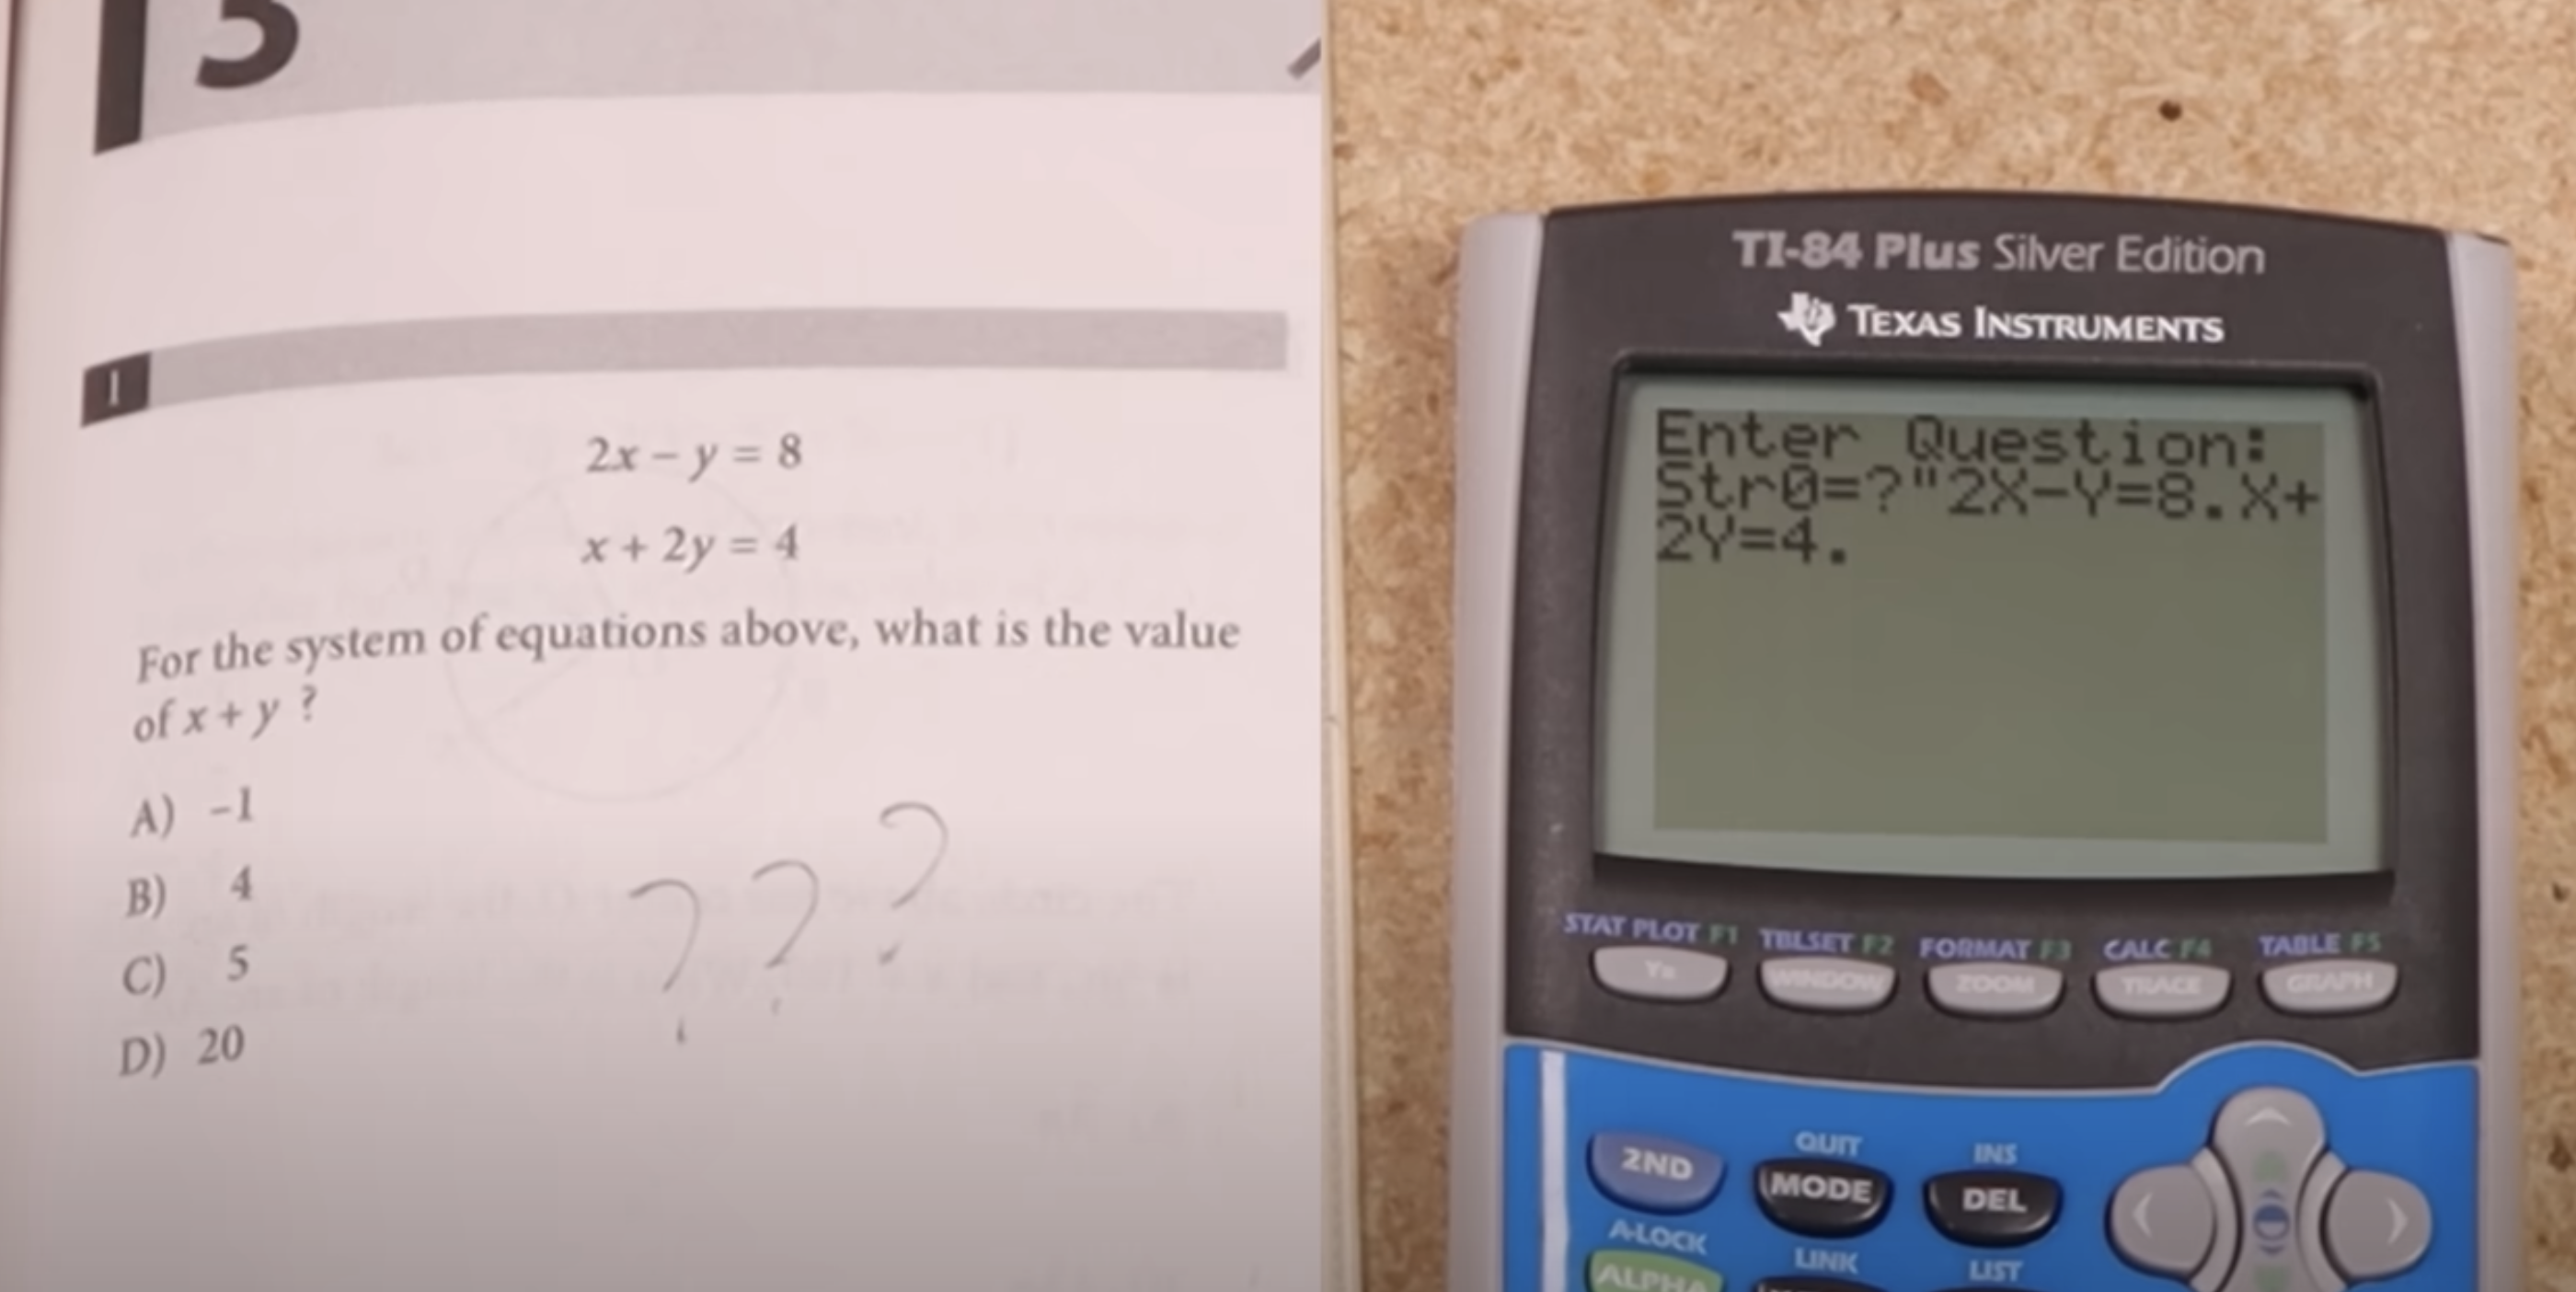 5
1
2x – y = 8
x + 2y = 4
For the system of equations above, what is the value
of x + y ?
A) –1
B) 4
C) 5
D) 20
? ? ?
TI-84 Plus Silver Edition
TEXAS INSTRUMENTS
Enter Question:
Str0=?"2X-Y=8.X+
2Y=4.
STAT PLOT F1 TBLSET F2 FORMAT F3 CALC F4 TABLE F5
Y= WINDOW ZOOM TRACE GRAPH
QUIT INS
2ND MODE DEL
A-LOCK LINK LIST
ALPHA